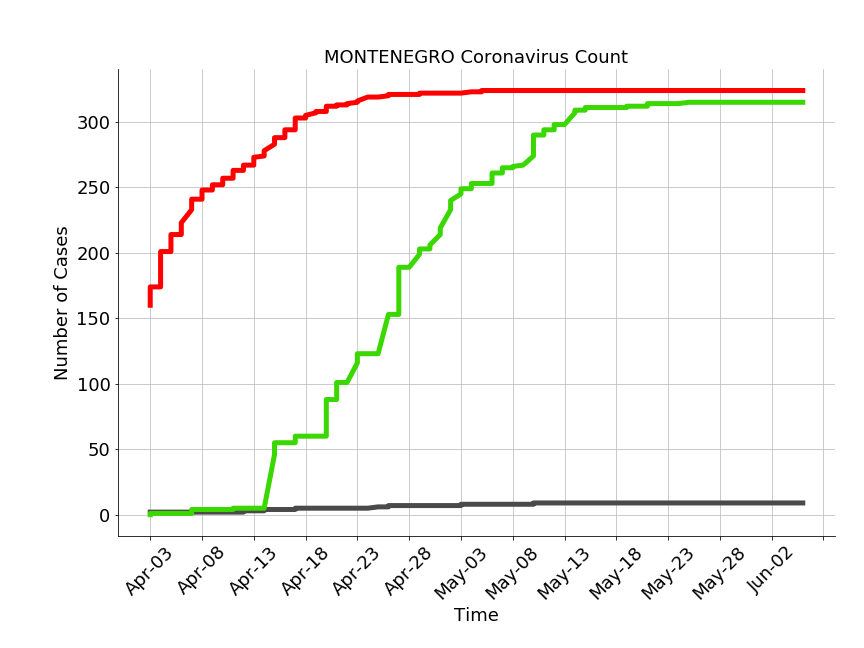 MONTENEGRO Coronavirus Count
300
250
200
150
100
50
0
Number of Cases
Apr-03
Apr-08
Apr-13
Apr-18
Apr-23
Apr-28
May-03
May-08
May-13
May-18
May-23
May-28
Jun-02
Time